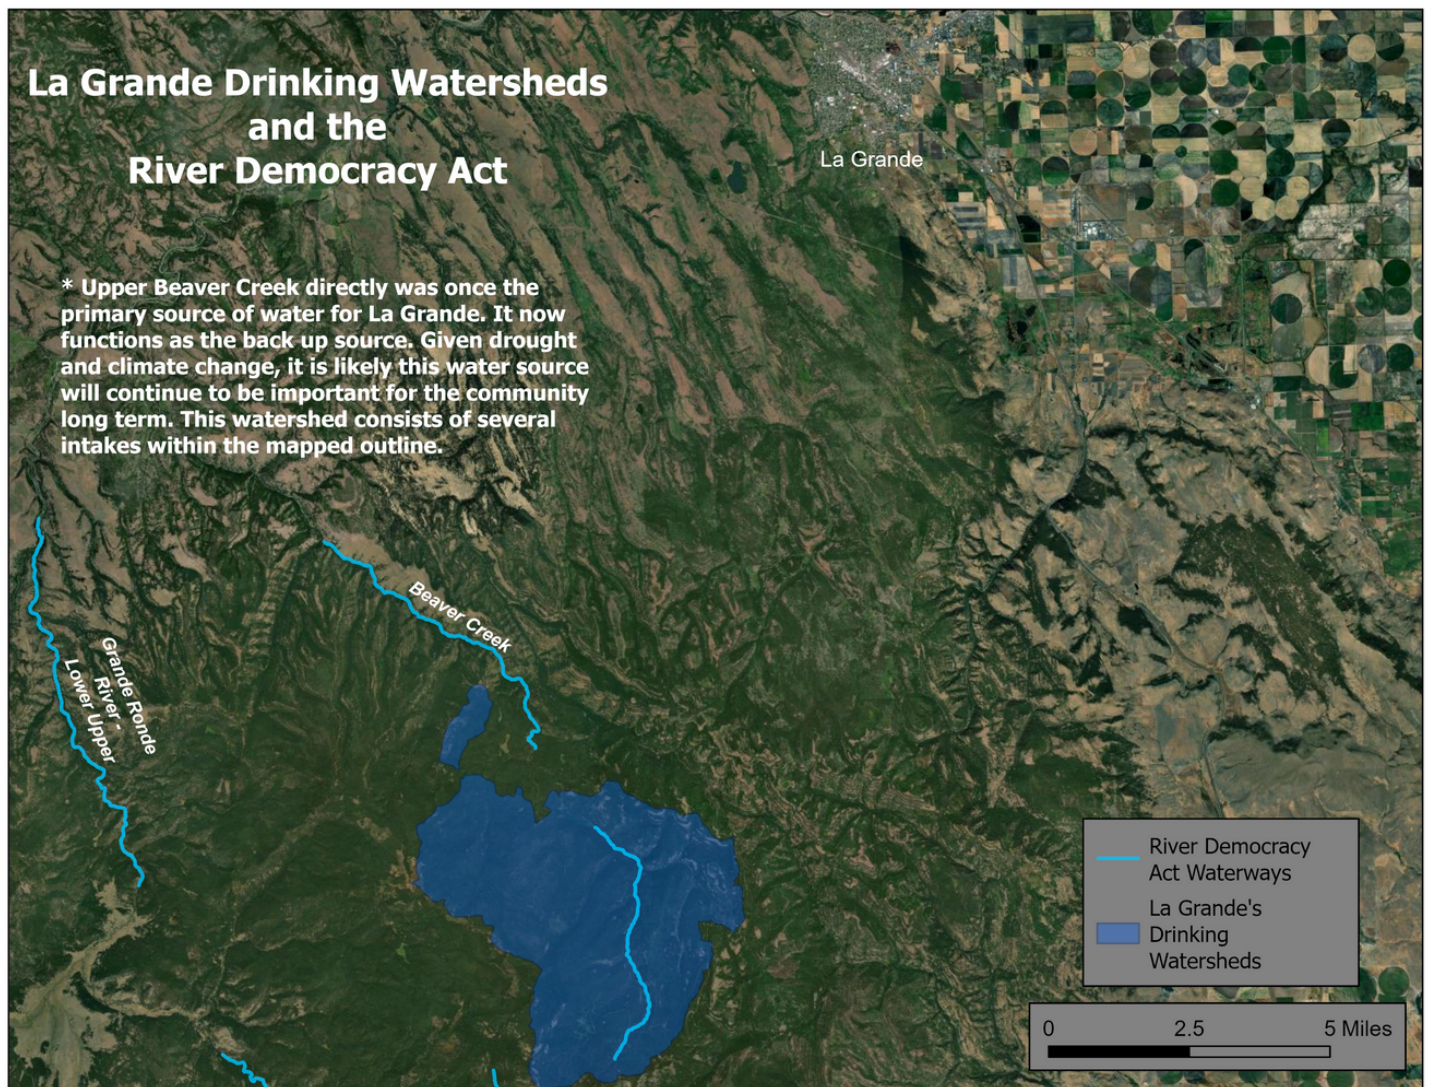 La Grande Drinking Watersheds
and the
River Democracy Act
La Grande
* Upper Beaver Creek directly was once the
primary source of water for La Grande. It now
functions as the back up source. Given drought
and climate change, it is likely this water source
will continue to be important for the community
long term. This watershed consists of several
intakes within the mapped outline.
Beaver Creek
Grande Ronde
River -
Lower Upper
River Democracy
Act Waterways
La Grande's
Drinking
Watersheds
0 2.5 5 Miles